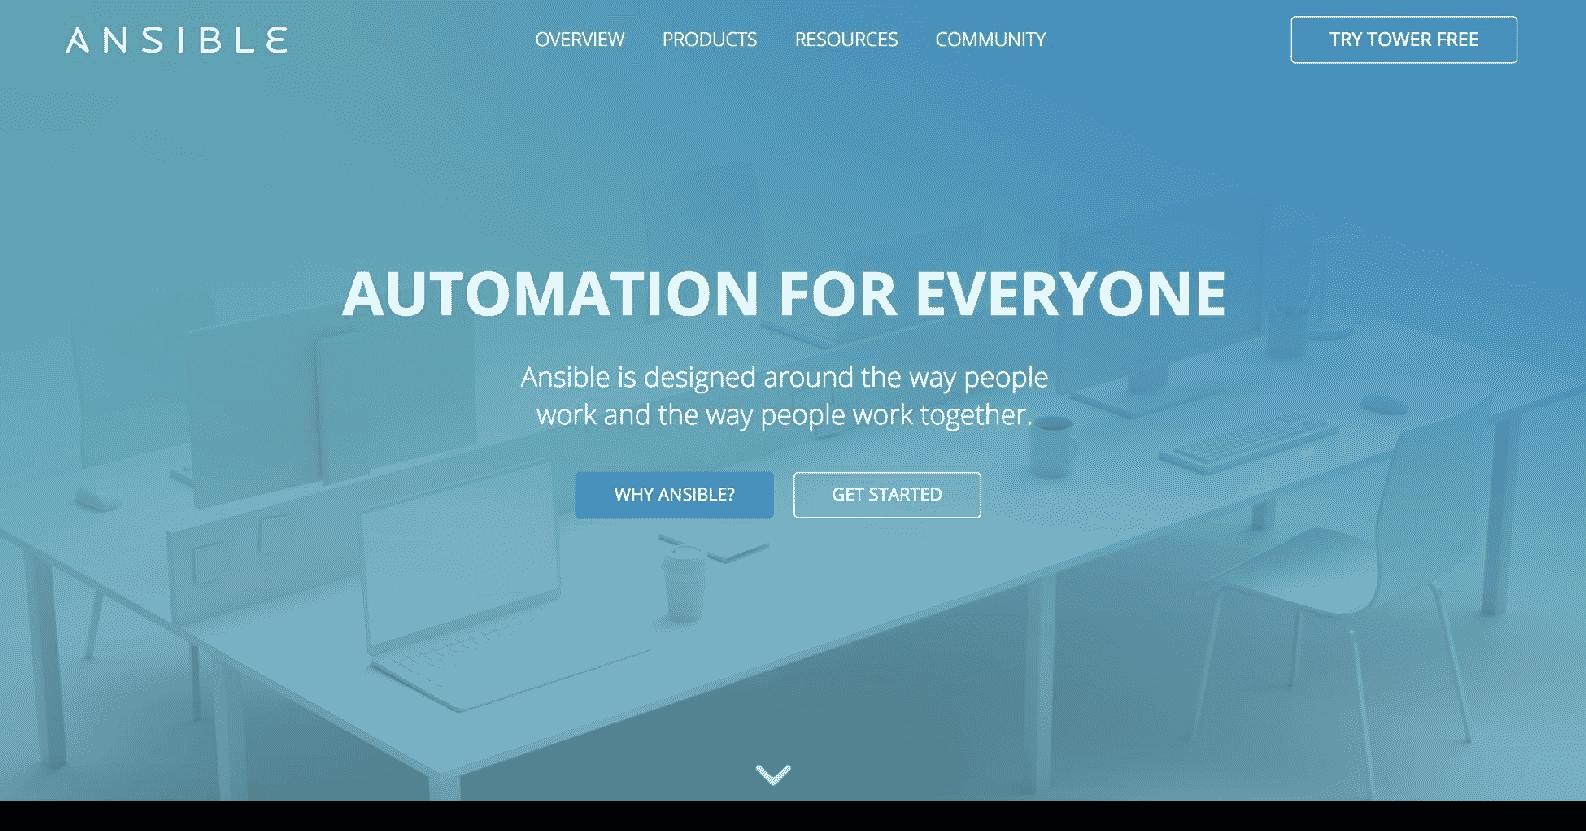 ANSIBLE
OVERVIEW PRODUCTS RESOURCES COMMUNITY
TRY TOWER FREE
AUTOMATION FOR EVERYONE
Ansible is designed around the way people
work and the way people work together.
WHY ANSIBLE? GET STARTED